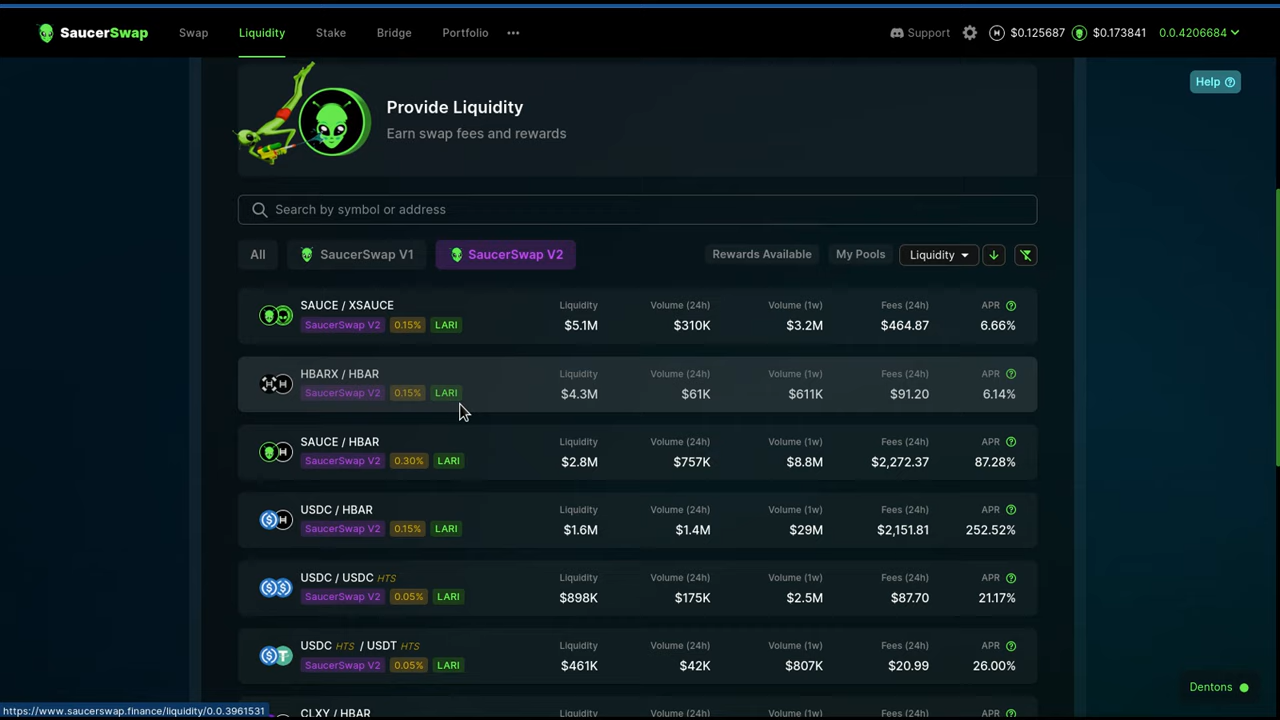 SaucerSwap Swap Liquidity Stake Bridge Portfolio ••• Support $0.125687 $0.173841 0.0.4206684
Help
Provide Liquidity
Earn swap fees and rewards
Search by symbol or address
All SaucerSwap V1 SaucerSwap V2 Rewards Available My Pools Liquidity
SAUCE / XSAUCE Liquidity Volume (24h) Volume (1w) Fees (24h) APR
SaucerSwap V2 0.15% LARI $5.1M $310K $3.2M $464.87 6.66%
HBARX / HBAR Liquidity Volume (24h) Volume (1w) Fees (24h) APR
SaucerSwap V2 0.15% LARI $4.3M $61K $611K $91.20 6.14%
SAUCE / HBAR Liquidity Volume (24h) Volume (1w) Fees (24h) APR
SaucerSwap V2 0.30% LARI $2.8M $757K $8.8M $2,272.37 87.28%
USDC / HBAR Liquidity Volume (24h) Volume (1w) Fees (24h) APR
SaucerSwap V2 0.15% LARI $1.6M $1.4M $29M $2,151.81 252.52%
USDC / USDC HTS Liquidity Volume (24h) Volume (1w) Fees (24h) APR
SaucerSwap V2 0.05% LARI $898K $175K $2.5M $87.70 21.17%
USDC HTS / USDT HTS Liquidity Volume (24h) Volume (1w) Fees (24h) APR
SaucerSwap V2 0.05% LARI $461K $42K $807K $20.99 26.00%
Dentons
CLXY / HBAR Liquidity Volume (24h) Volume (1w) Fees (24h) APR
https://www.saucerswap.finance/liquidity/0.0.3961531